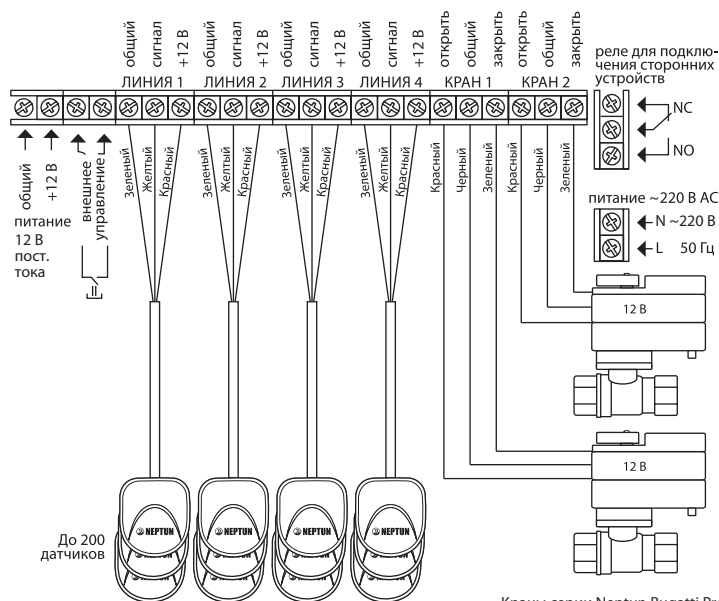 общий
сигнал
+12 В
общий
сигнал
+12 В
общий
сигнал
+12 В
общий
сигнал
+12 В
открыть
общий
закрыть
открыть
общий
закрыть
ЛИНИЯ 1
ЛИНИЯ 2
ЛИНИЯ 3
ЛИНИЯ 4
КРАН 1
КРАН 2
реле для подклю-
чения сторонних
устройств
NC
NO
общий
+12 В
питание
12 В
пост.
тока
внешнее
управление
Зеленый
Желтый
Красный
Зеленый
Желтый
Красный
Зеленый
Желтый
Красный
Зеленый
Желтый
Красный
Красный
Черный
Зеленый
Красный
Черный
Зеленый
питание ~220 В AC
N ~220 В
L 50 Гц
12 В
12 В
До 200
датчиков
NEPTUN
NEPTUN
NEPTUN
NEPTUN